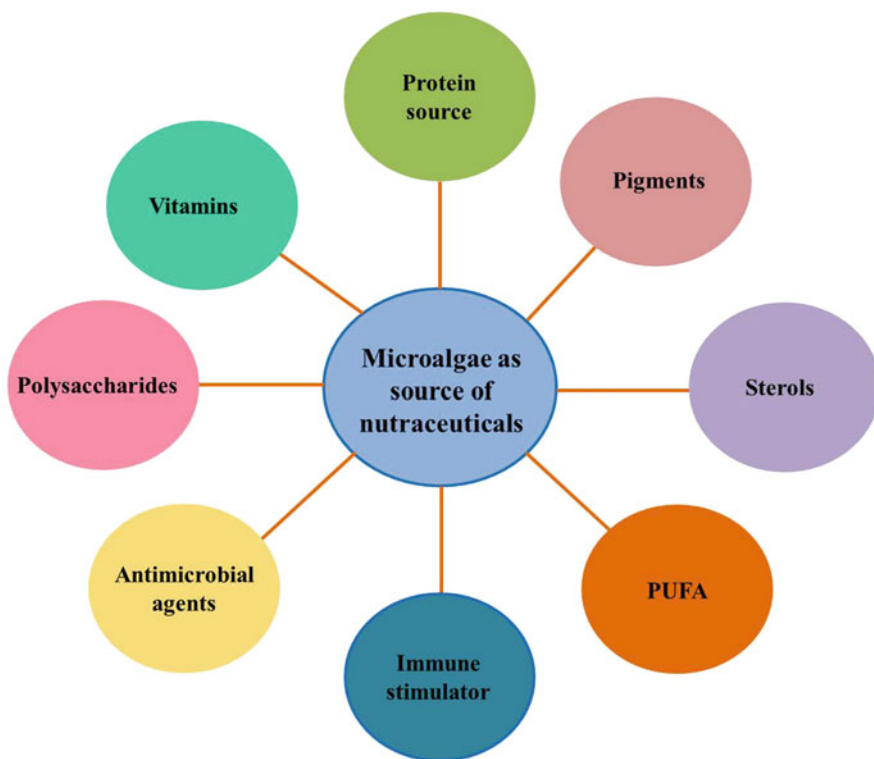 Protein
source
Pigments
Vitamins
Microalgae as
source of
nutraceuticals
Polysaccharides
Sterols
Antimicrobial
agents
PUFA
Immune
stimulator